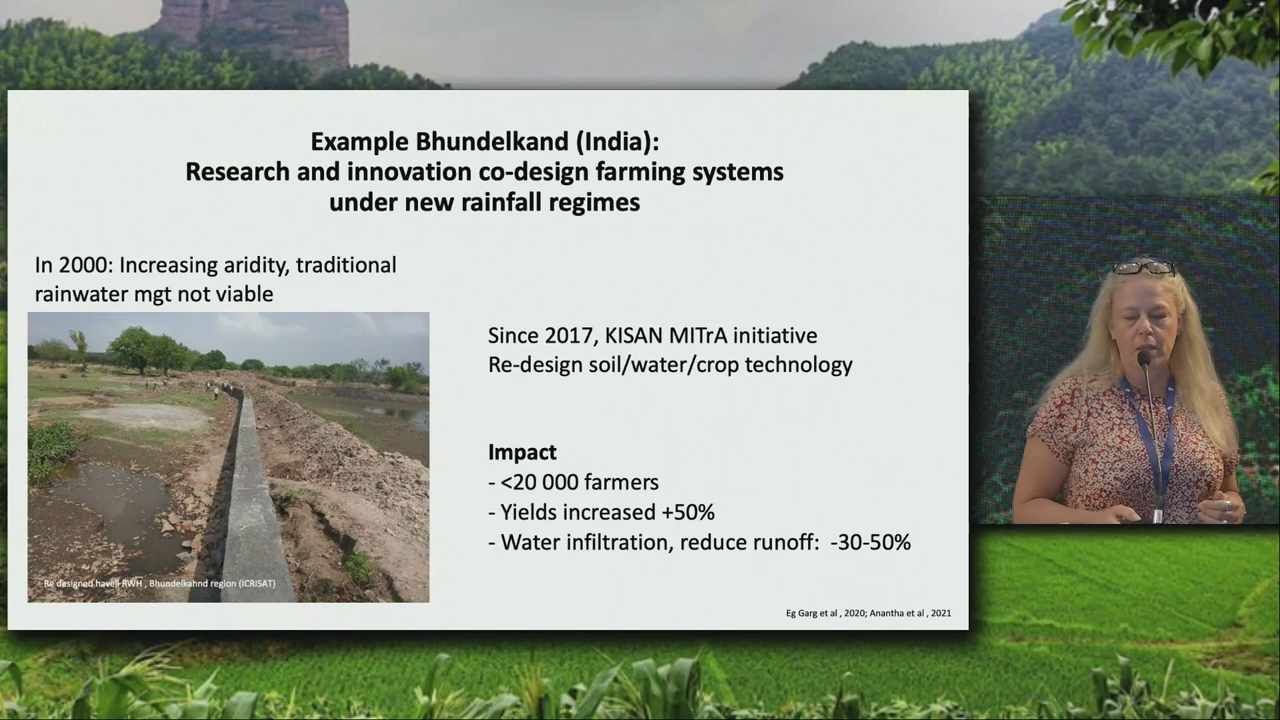 Example Bhundelkand (India):
Research and innovation co-design farming systems
under new rainfall regimes
In 2000: Increasing aridity, traditional
rainwater mgt not viable
Since 2017, KISAN MITrA initiative
Re-design soil/water/crop technology
Impact
- <20 000 farmers
- Yields increased +50%
- Water infiltration, reduce runoff: -30-50%
Re designed haveli RWH , Bhundelkahnd region (ICRISAT)
Eg Garg et al , 2020; Anantha et al , 2021